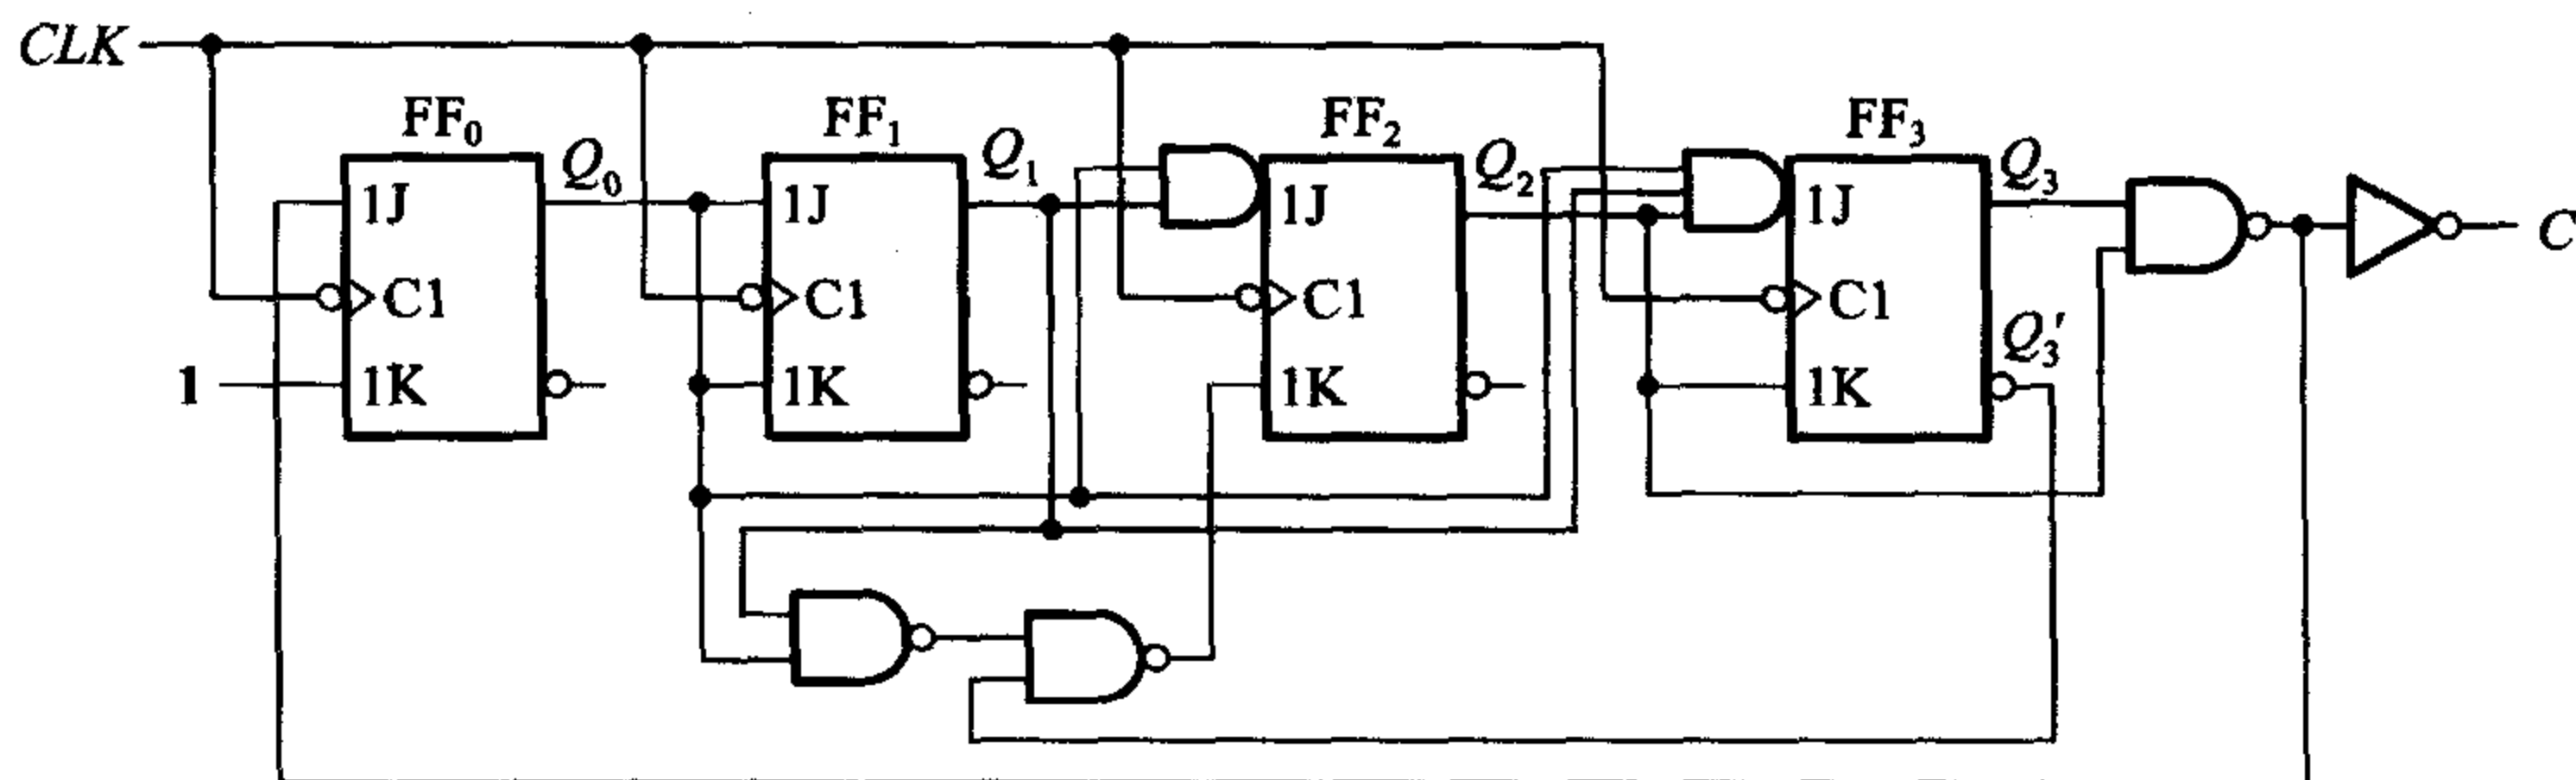 CLK
FF₀ FF₁ FF₂ FF₃
Q₀ Q₁ Q₂ Q₃
1J 1J 1J 1J
C
C1 C1 C1 C1
Q₃′
1 1K 1K 1K 1K